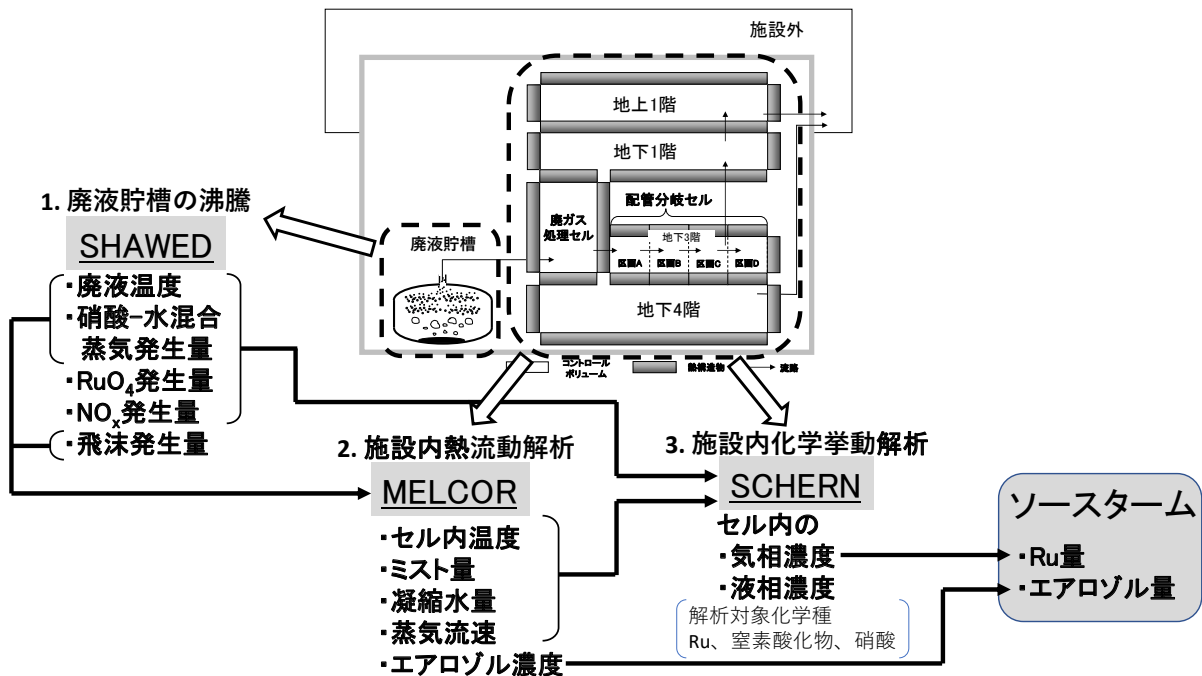 施設外
地上1階
地下1階
配管分岐セル
廃ガス
処理セル
地下3階
区画A
区画B
区画C
区画D
地下4階
廃液貯槽
コントロール
ボリューム
熱構造物
流路
1. 廃液貯槽の沸騰
SHAWED
・廃液温度
・硝酸−水混合
蒸気発生量
・RuO₄発生量
・NOₓ発生量
・飛沫発生量
2. 施設内熱流動解析
MELCOR
・セル内温度
・ミスト量
・凝縮水量
・蒸気流速
・エアロゾル濃度
3. 施設内化学挙動解析
SCHERN
セル内の
・気相濃度
・液相濃度
解析対象化学種
Ru、窒素酸化物、硝酸
ソースターム
・Ru量
・エアロゾル量